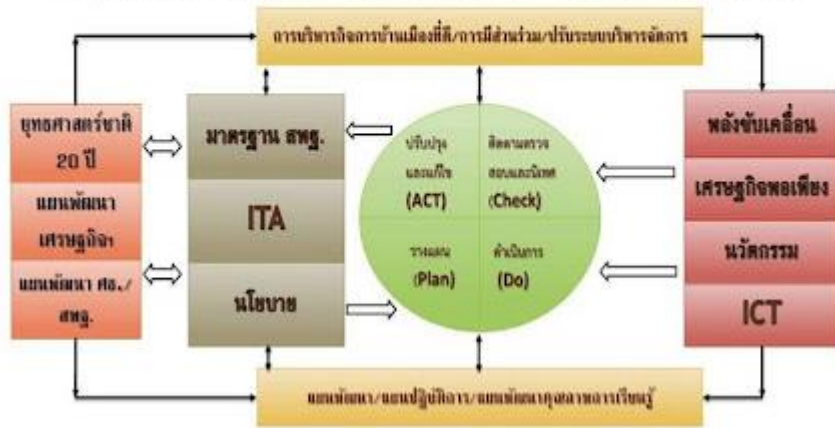 การบริหารกิจการบ้านเมืองที่ดี/การมีส่วนร่วม/ปรับระบบบริหารจัดการ
ยุทธศาสตร์ชาติ
20 ปี
แผนพัฒนา
เศรษฐกิจฯ
แผนพัฒนา ศธ./
สพฐ.
มาตรฐาน สพฐ.
ITA
นโยบาย
ปรับปรุง
และแก้ไข
(ACT)
ติดตามตรวจ
สอบและนิเทศ
(Check)
วางแผน
(Plan)
ดำเนินการ
(Do)
พลังขับเคลื่อน
เศรษฐกิจพอเพียง
นวัตกรรม
ICT
แผนพัฒนา/แผนปฏิบัติการ/แผนพัฒนาคุณภาพการเรียนรู้